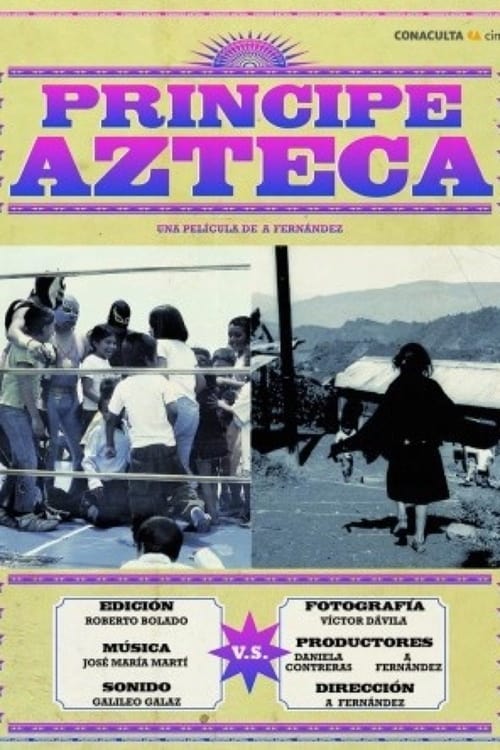 CONACULTA cin
PRINCIPE
AZTECA
UNA PELÍCULA DE A FERNÁNDEZ
EDICIÓN
ROBERTO BOLADO
MÚSICA
JOSÉ MARÍA MARTÍ
SONIDO
GALILEO GALAZ
V.S.
FOTOGRAFÍA
VÍCTOR DÁVILA
PRODUCTORES
DANIELA A
CONTRERAS FERNÁNDEZ
DIRECCIÓN
A FERNÁNDEZ